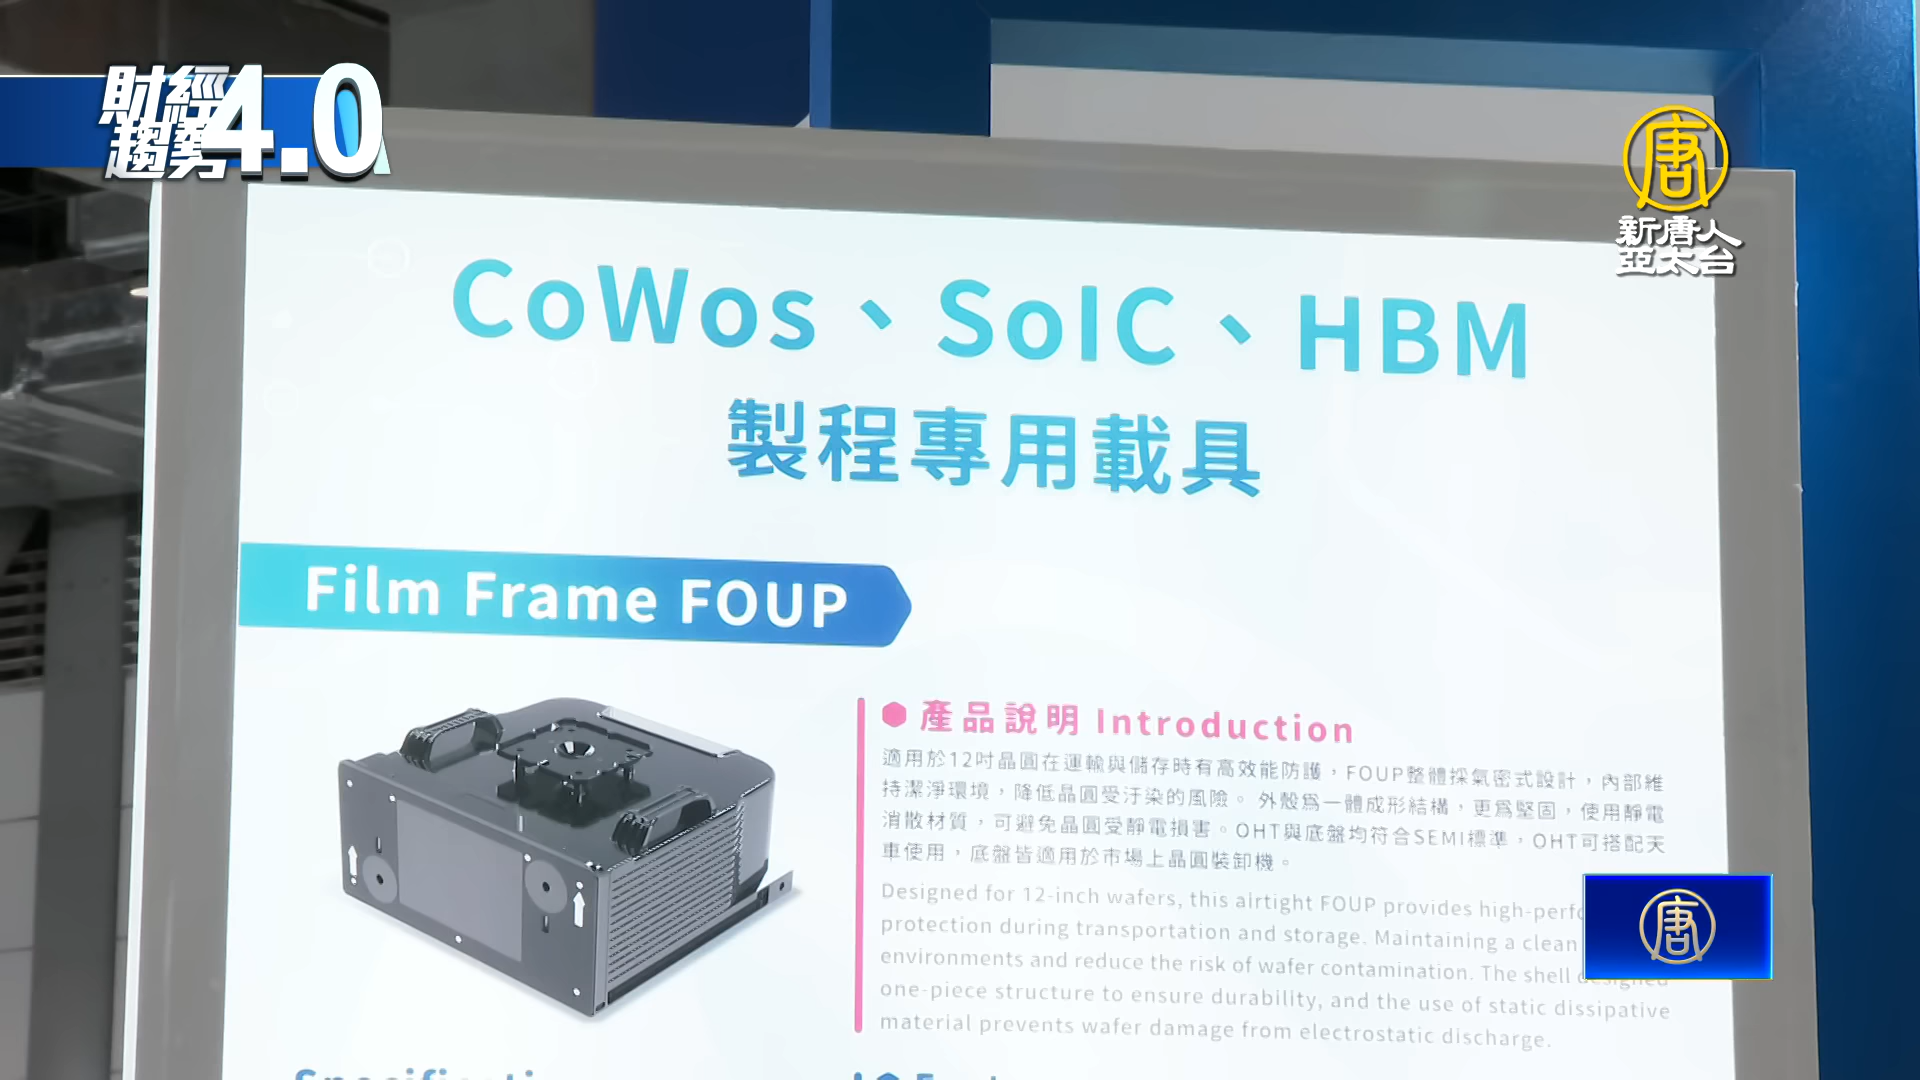 財經
趨勢4.0
唐
新唐人
亞太台
CoWos、SoIC、HBM
製程專用載具
Film Frame FOUP
產品說明 Introduction
適用於12吋晶圓在運輸與儲存時有高效能防護，FOUP整體採氣密式設計，內部維
持潔淨環境，降低晶圓受汙染的風險。外殼為一體成形結構，更為堅固，使用靜電
消散材質，可避免晶圓受靜電損害。OHT與底盤均符合SEMI標準，OHT可搭配天
車使用，底盤皆適用於市場上晶圓裝卸機。
Designed for 12-inch wafers, this airtight FOUP provides high-perfo
protection during transportation and storage. Maintaining a clean
environments and reduce the risk of wafer contamination. The shell designed
one-piece structure to ensure durability, and the use of static dissipative
material prevents wafer damage from electrostatic discharge.
唐